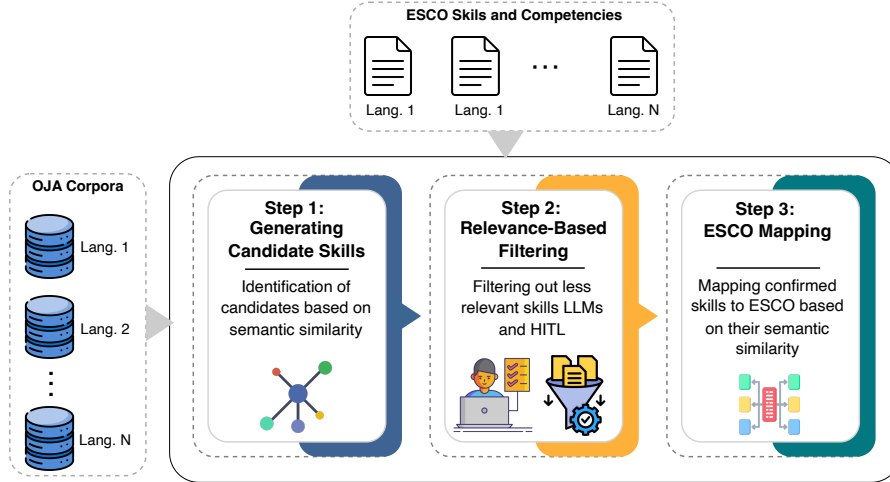 ESCO Skils and Competencies
Lang. 1
Lang. 1
...
Lang. N
OJA Corpora
Lang. 1
Lang. 2
Lang. N
Step 1:
Generating
Candidate Skills
Identification of
candidates based on
semantic similarity
Step 2:
Relevance-Based
Filtering
Filtering out less
relevant skills LLMs
and HITL
Step 3:
ESCO Mapping
Mapping confirmed
skills to ESCO based
on their semantic
similarity